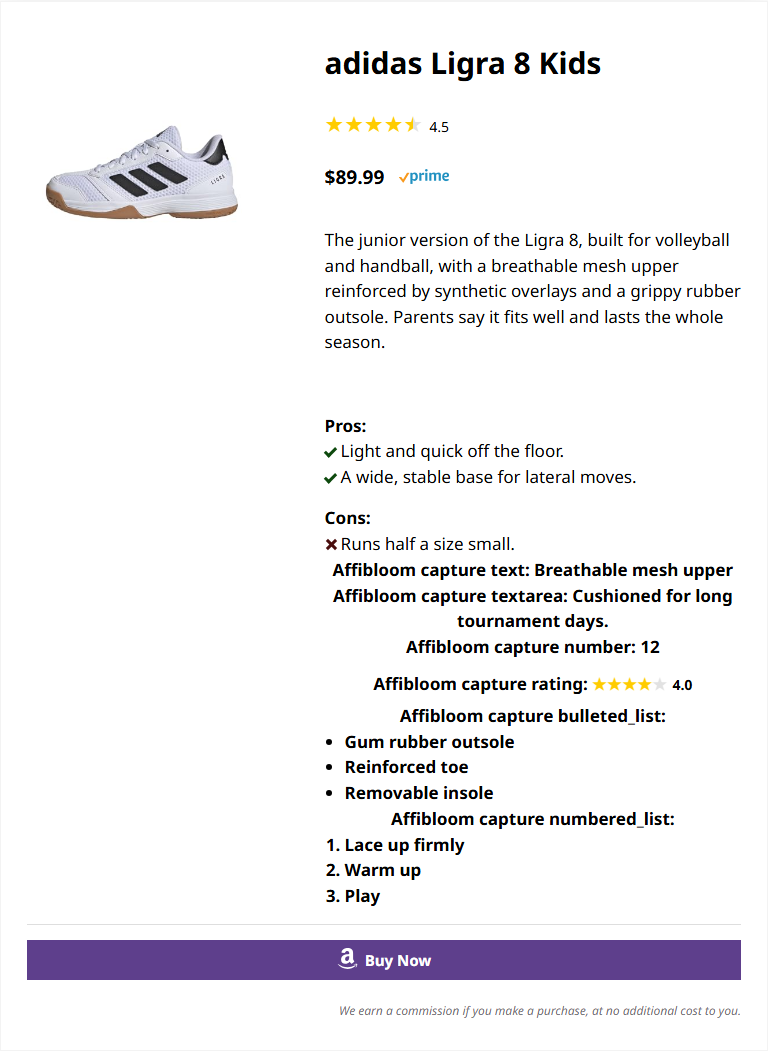 adidas Ligra 8 Kids
4.5
$89.99 prime
The junior version of the Ligra 8, built for volleyball
and handball, with a breathable mesh upper
reinforced by synthetic overlays and a grippy rubber
outsole. Parents say it fits well and lasts the whole
season.
Pros:
Light and quick off the floor.
A wide, stable base for lateral moves.
Cons:
Runs half a size small.
Affibloom capture text: Breathable mesh upper
Affibloom capture textarea: Cushioned for long
tournament days.
Affibloom capture number: 12
Affibloom capture rating: 4.0
Affibloom capture bulleted_list:
• Gum rubber outsole
• Reinforced toe
• Removable insole
Affibloom capture numbered_list:
1. Lace up firmly
2. Warm up
3. Play
Buy Now
We earn a commission if you make a purchase, at no additional cost to you.